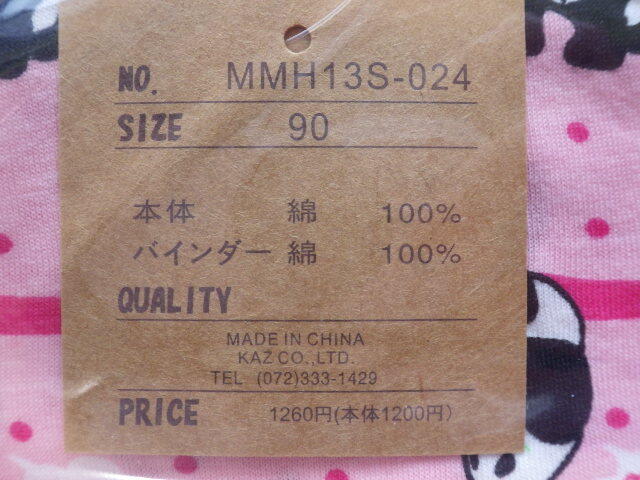 NO. MMH13S-024
SIZE 90
本体 綿 100%
バインダー 綿 100%
QUALITY
MADE IN CHINA
KAZ CO.,LTD.
TEL (072)333-1429
PRICE 1260円(本体1200円)